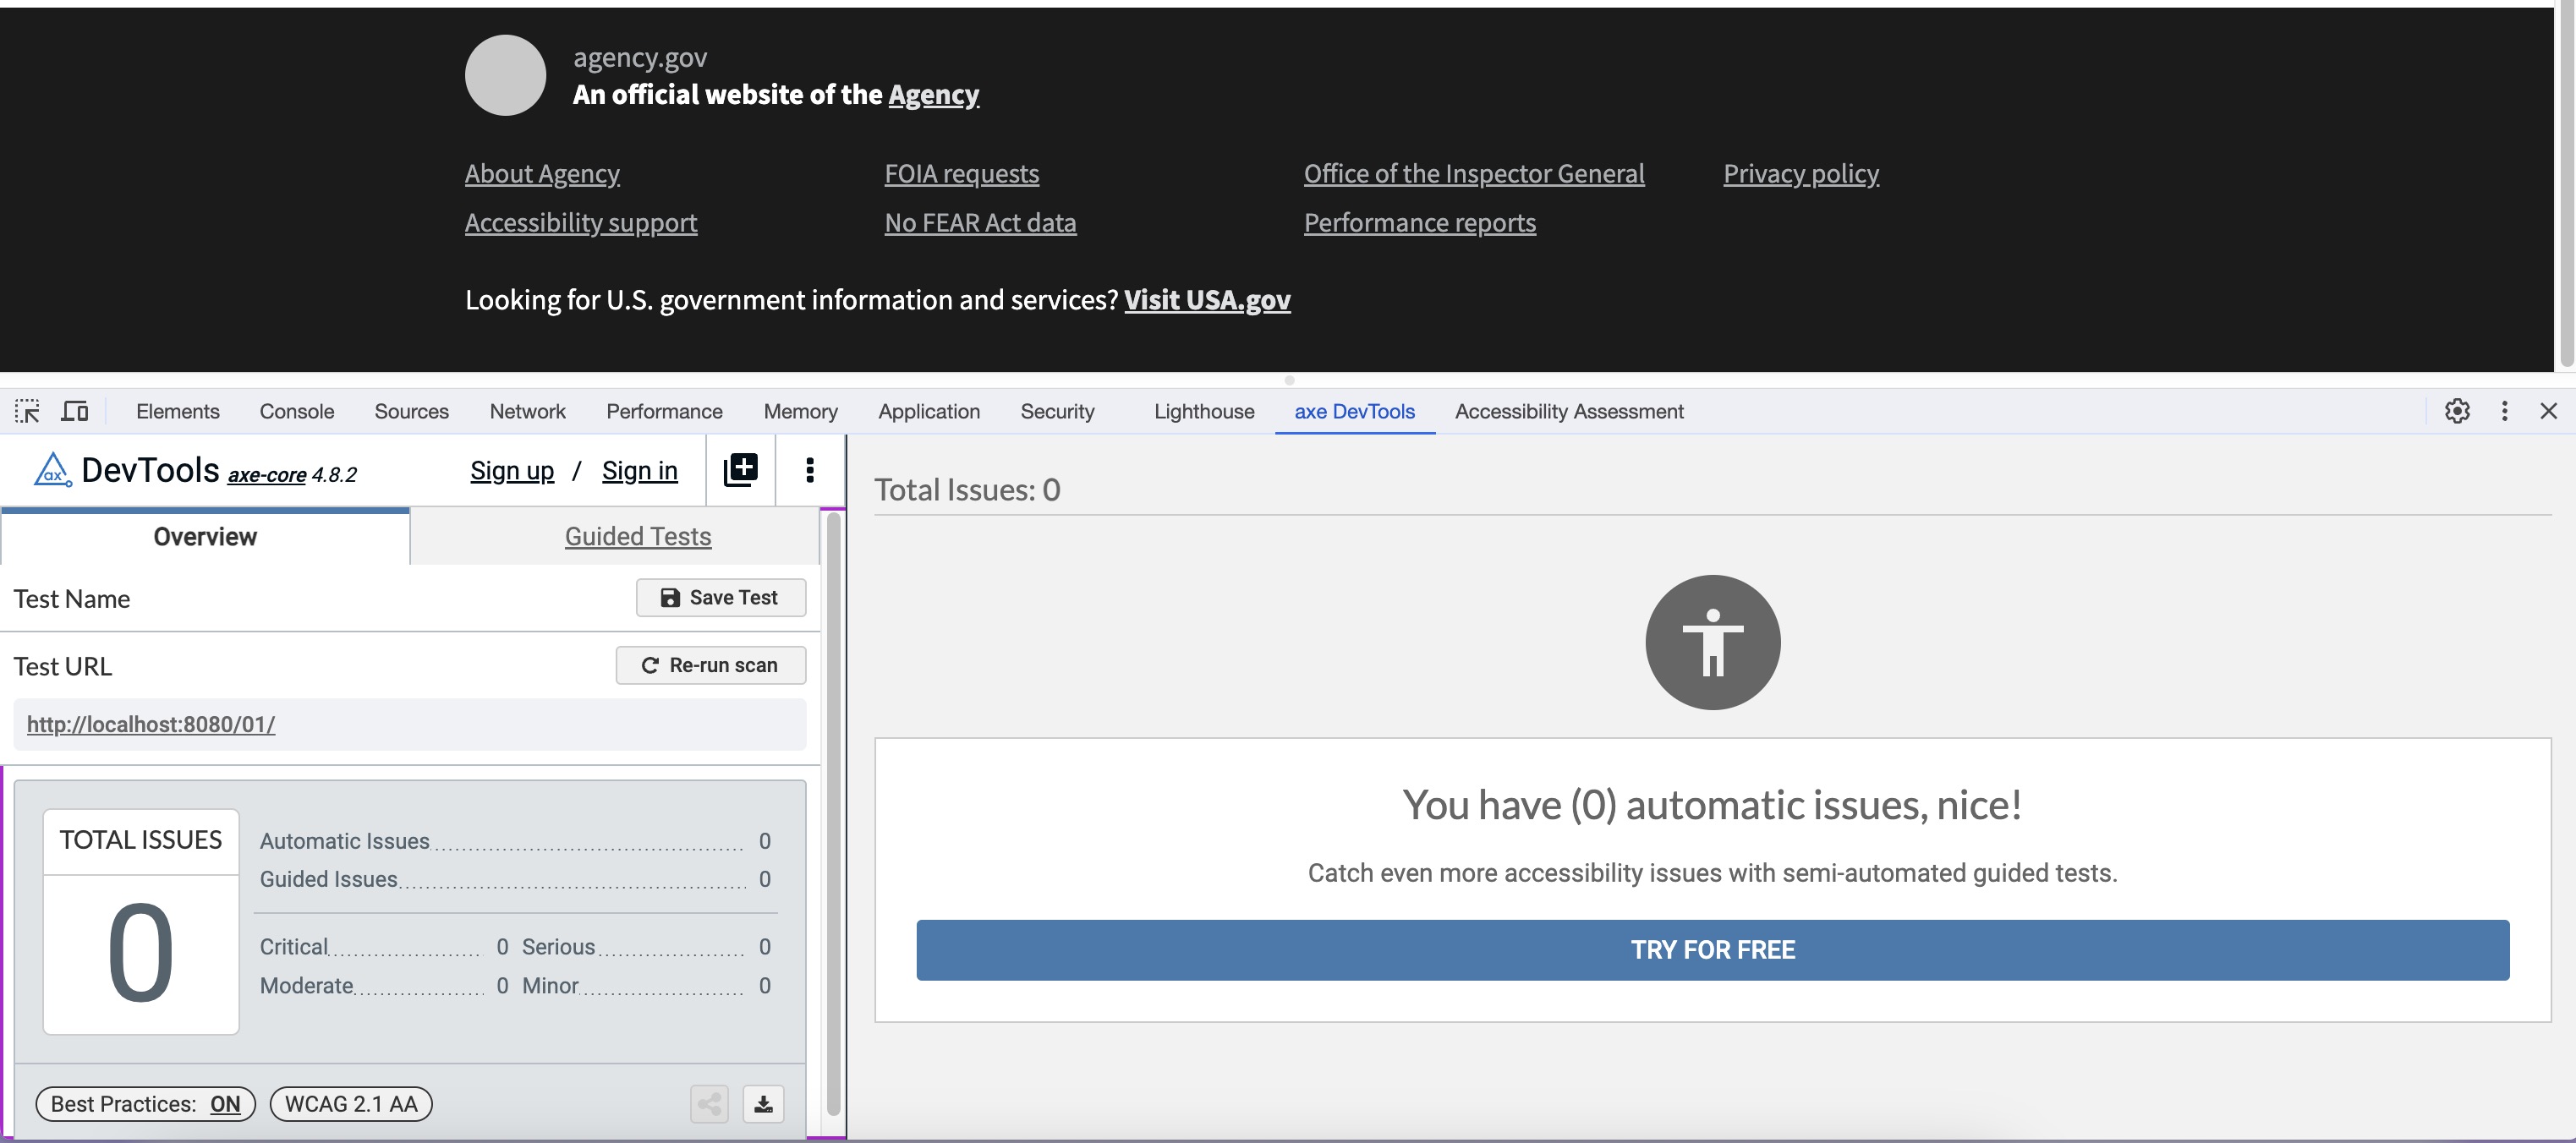 agency.gov
An official website of the Agency
About Agency
FOIA requests
Office of the Inspector General
Privacy policy
Accessibility support
No FEAR Act data
Performance reports
Looking for U.S. government information and services? Visit USA.gov
Elements Console Sources Network Performance Memory Application Security Lighthouse axe DevTools Accessibility Assessment
ax DevTools axe-core 4.8.2 Sign up / Sign in
Overview
Guided Tests
Test Name
Save Test
Test URL
Re-run scan
http://localhost:8080/01/
TOTAL ISSUES
0
Automatic Issues 0
Guided Issues 0
Critical 0 Serious 0
Moderate 0 Minor 0
Best Practices: ON
WCAG 2.1 AA
Total Issues: 0
You have (0) automatic issues, nice!
Catch even more accessibility issues with semi-automated guided tests.
TRY FOR FREE